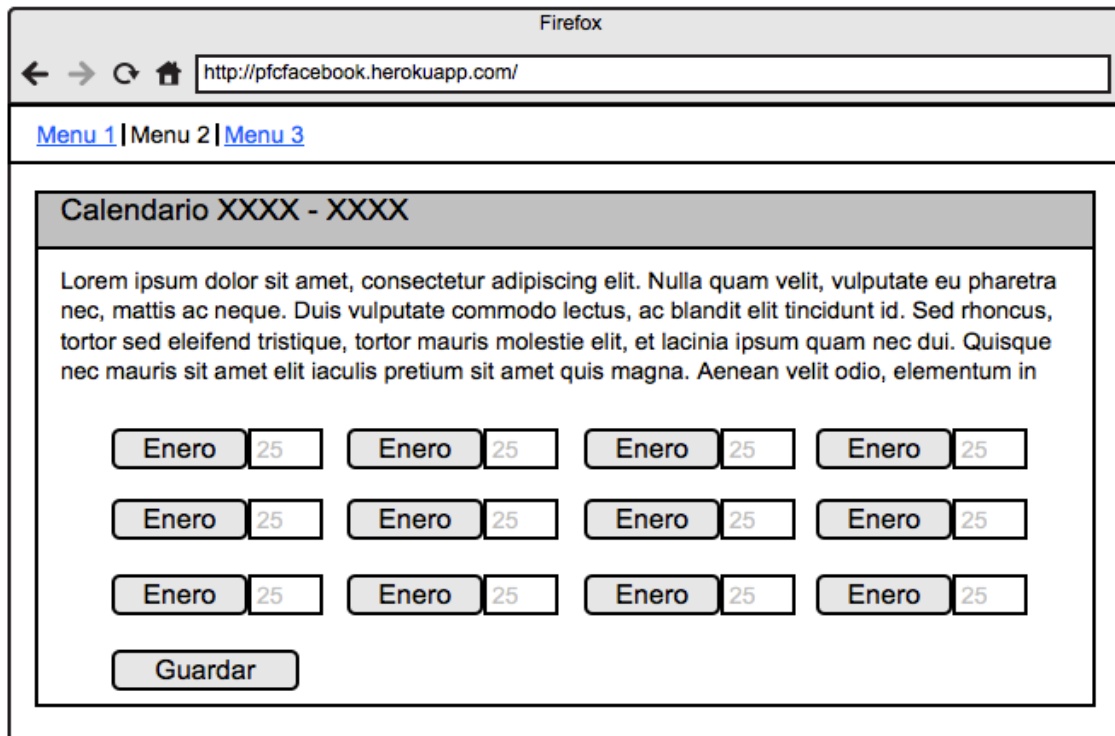 Firefox
http://pfcfacebook.herokuapp.com/
Menu 1 Menu 2 Menu 3
Calendario XXXX - XXXX
Lorem ipsum dolor sit amet, consectetur adipiscing elit. Nulla quam velit, vulputate eu pharetra
nec, mattis ac neque. Duis vulputate commodo lectus, ac blandit elit tincidunt id. Sed rhoncus,
tortor sed eleifend tristique, tortor mauris molestie elit, et lacinia ipsum quam nec dui. Quisque
nec mauris sit amet elit iaculis pretium sit amet quis magna. Aenean velit odio, elementum in
Enero 25 Enero 25 Enero 25 Enero 25
Enero 25 Enero 25 Enero 25 Enero 25
Enero 25 Enero 25 Enero 25 Enero 25
Guardar